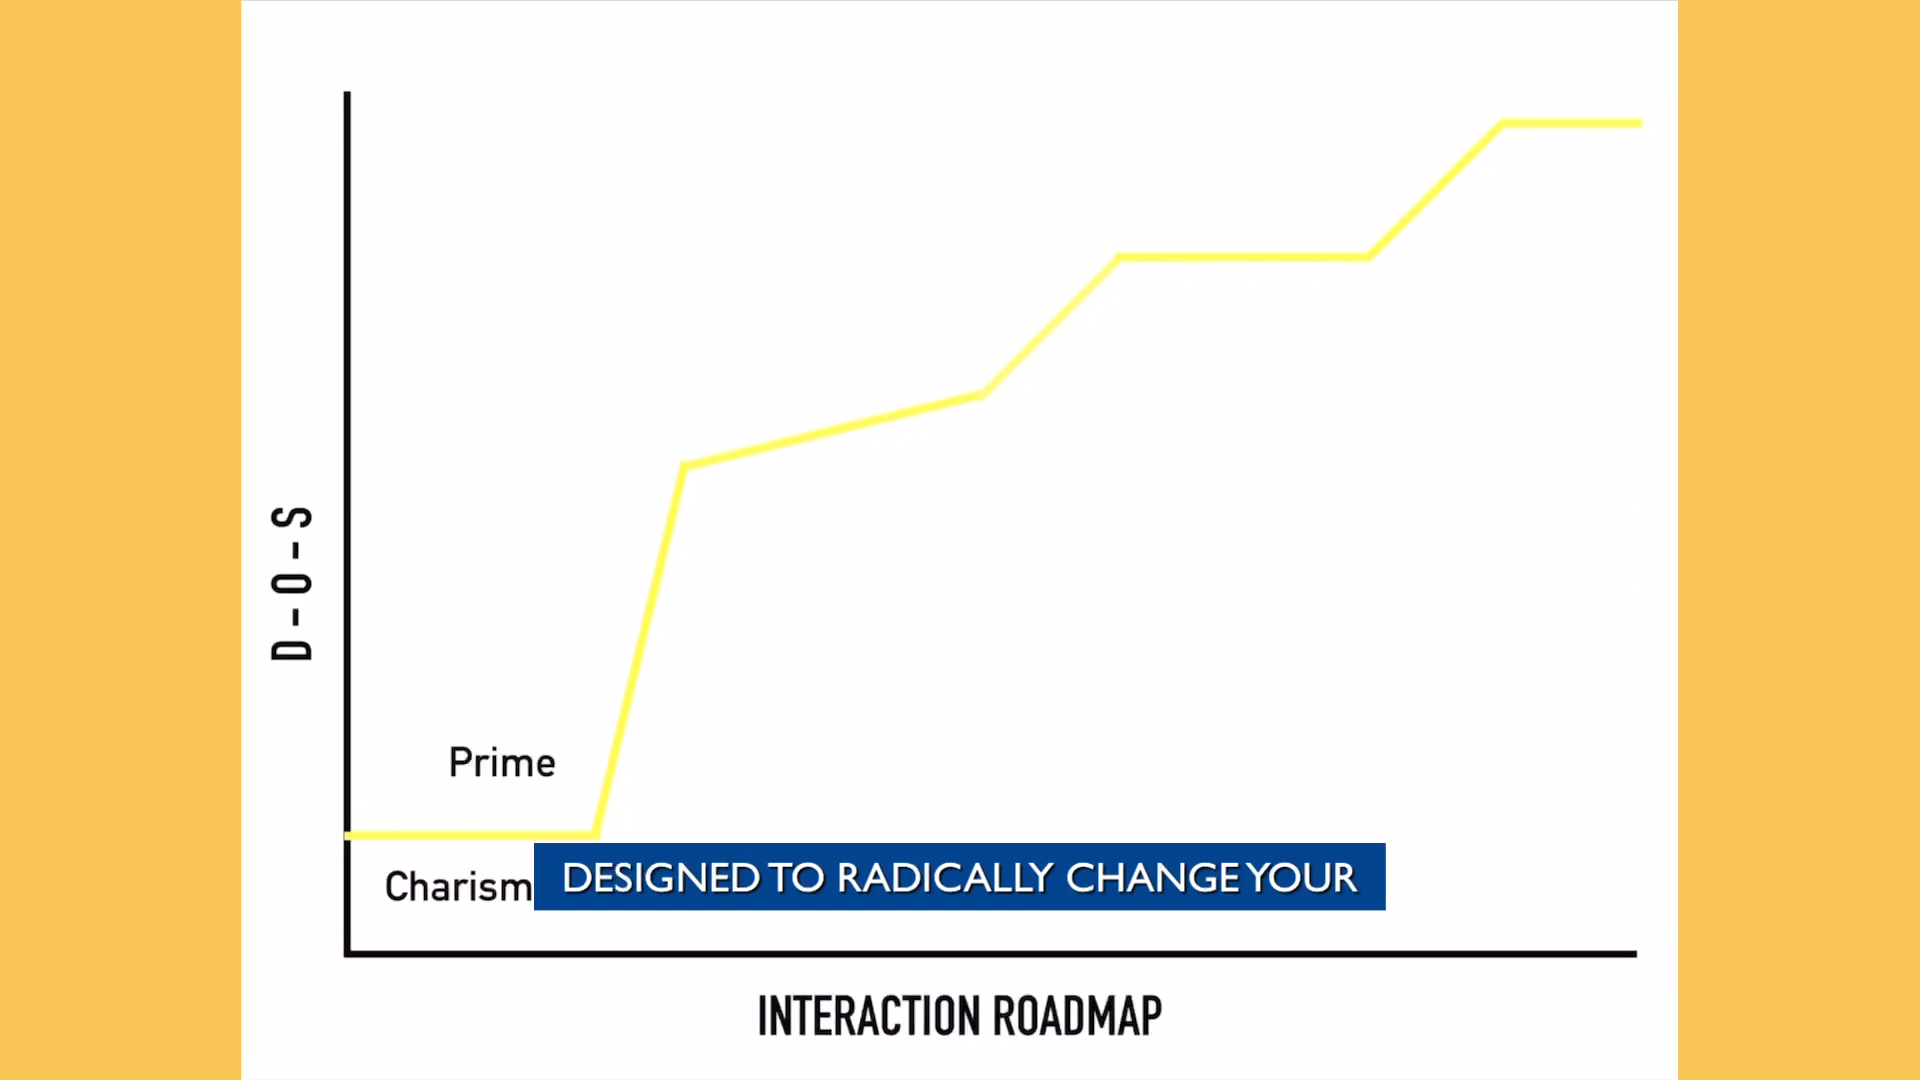 D-O-S
Prime
Charism
DESIGNED TO RADICALLY CHANGE YOUR
INTERACTION ROADMAP